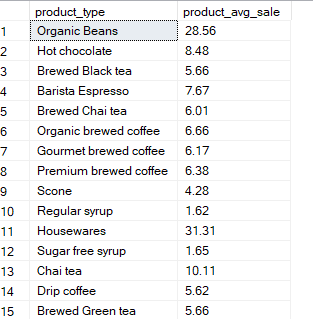 product_type product_avg_sale
1 Organic Beans 28.56
2 Hot chocolate 8.48
3 Brewed Black tea 5.66
4 Barista Espresso 7.67
5 Brewed Chai tea 6.01
6 Organic brewed coffee 6.66
7 Gourmet brewed coffee 6.17
8 Premium brewed coffee 6.38
9 Scone 4.28
10 Regular syrup 1.62
11 Housewares 31.31
12 Sugar free syrup 1.65
13 Chai tea 10.11
14 Drip coffee 5.62
15 Brewed Green tea 5.66